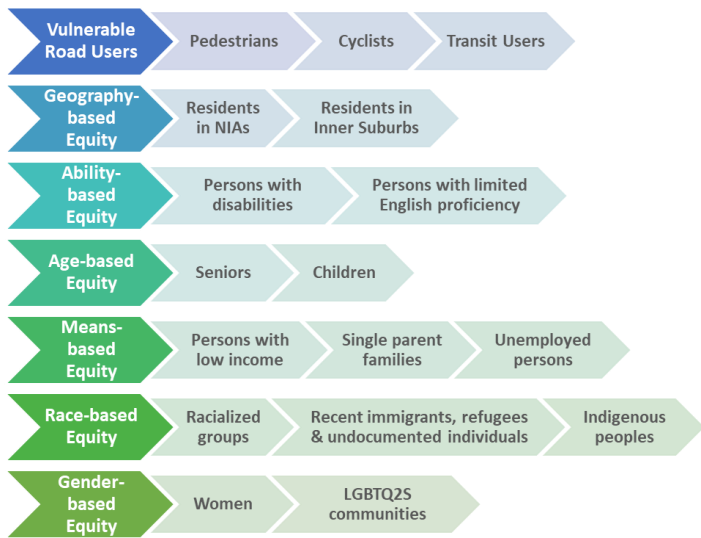 Vulnerable
Road Users
Pedestrians
Cyclists
Transit Users
Geography-
based
Equity
Residents
in NIAs
Residents in
Inner Suburbs
Ability-
based
Equity
Persons with
disabilities
Persons with limited
English proficiency
Age-based
Equity
Seniors
Children
Means-
based
Equity
Persons with
low income
Single parent
families
Unemployed
persons
Race-based
Equity
Racialized
groups
Recent immigrants, refugees
& undocumented individuals
Indigenous
peoples
Gender-
based
Equity
Women
LGBTQ2S
communities